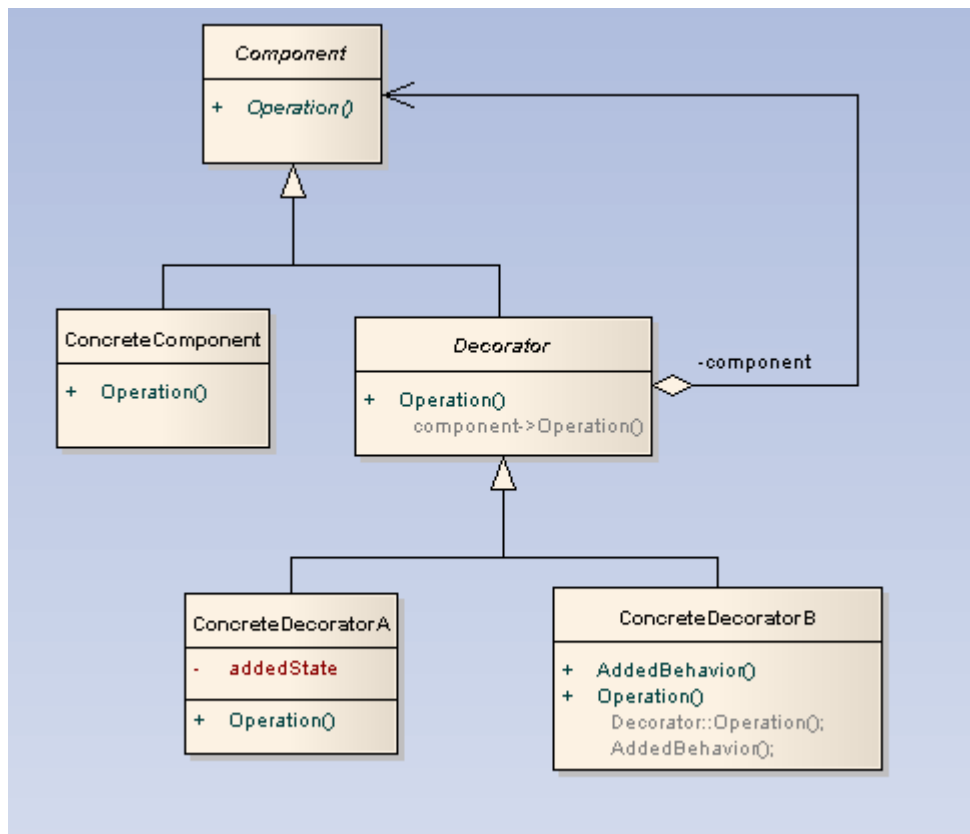 Component
+ Operation()
ConcreteComponent
+ Operation()
Decorator
+ Operation()
component->Operation()
-component
ConcreteDecoratorA
- addedState
+ Operation()
ConcreteDecoratorB
+ AddedBehavior()
+ Operation()
Decorator::Operation();
AddedBehavior();